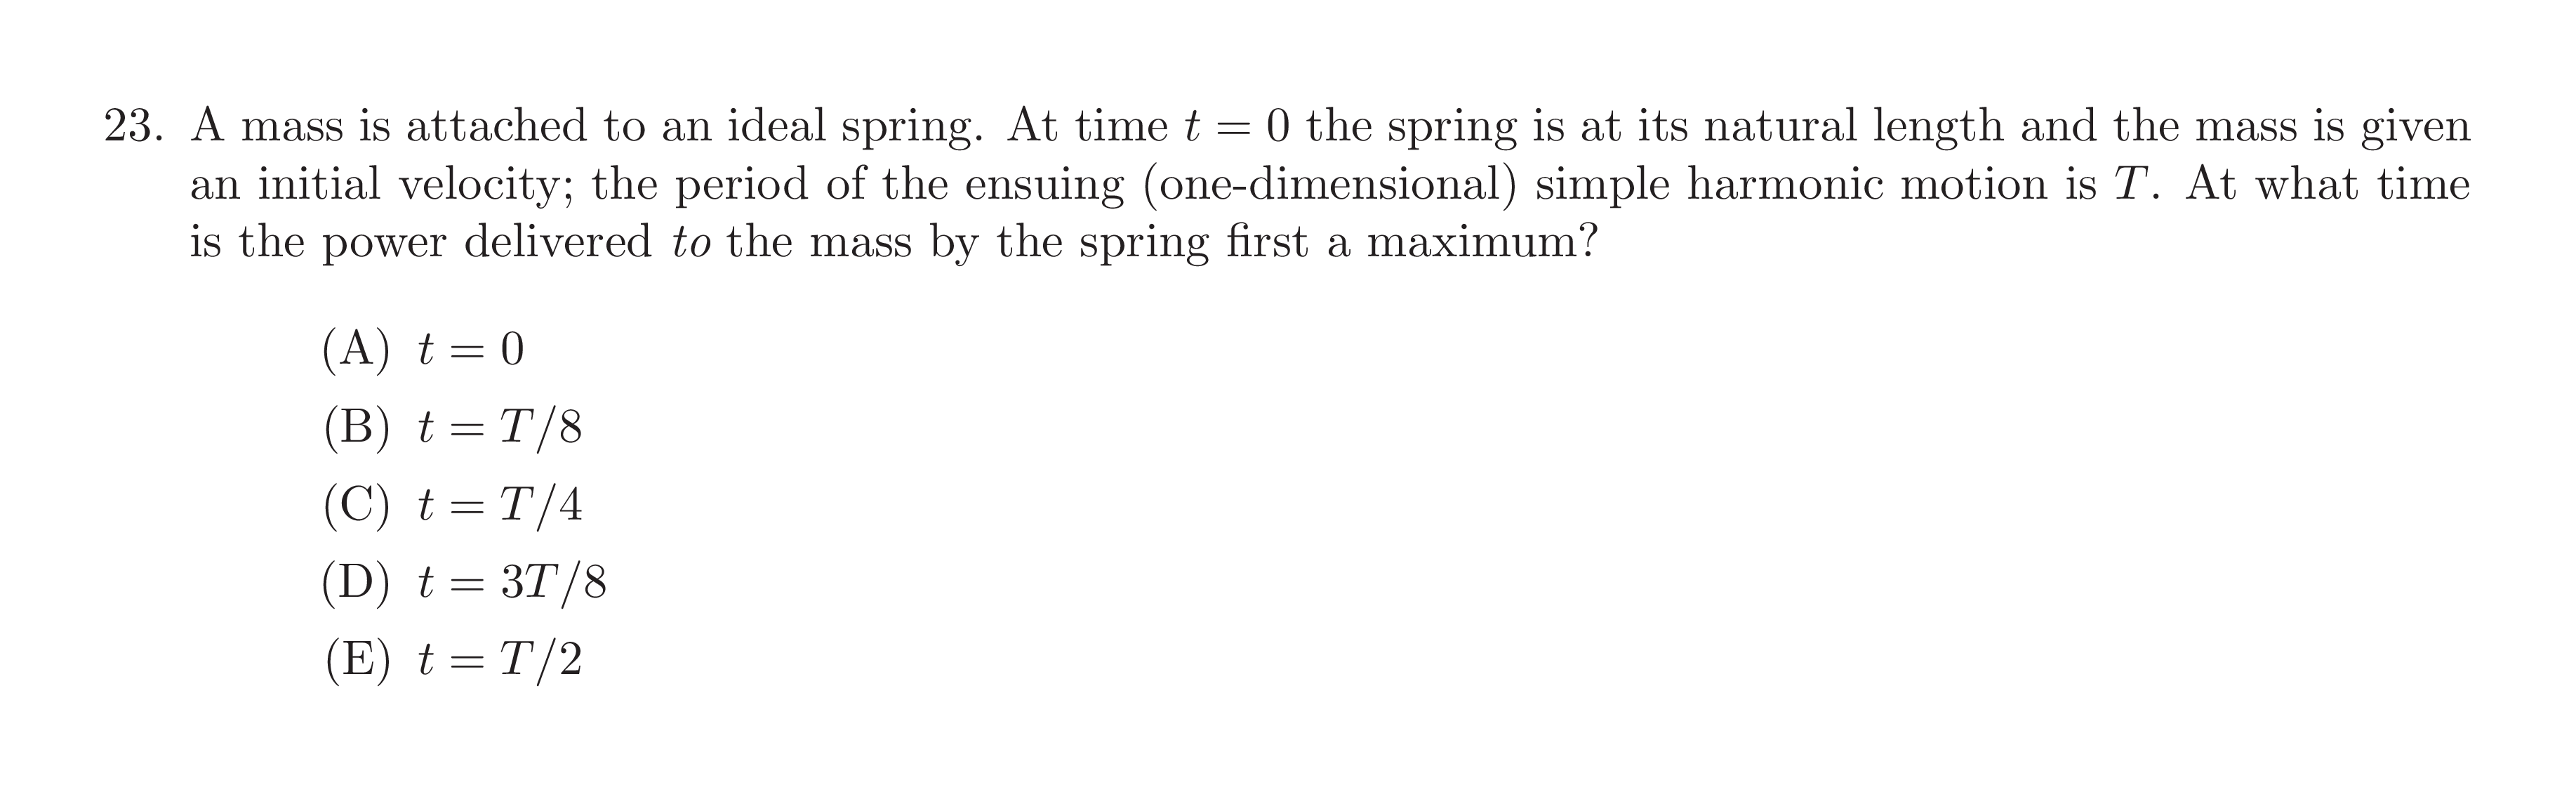 23. A mass is attached to an ideal spring. At time t = 0 the spring is at its natural length and the mass is given
an initial velocity; the period of the ensuing (one-dimensional) simple harmonic motion is T. At what time
is the power delivered to the mass by the spring first a maximum?
(A) t = 0
(B) t = T/8
(C) t = T/4
(D) t = 3T/8
(E) t = T/2